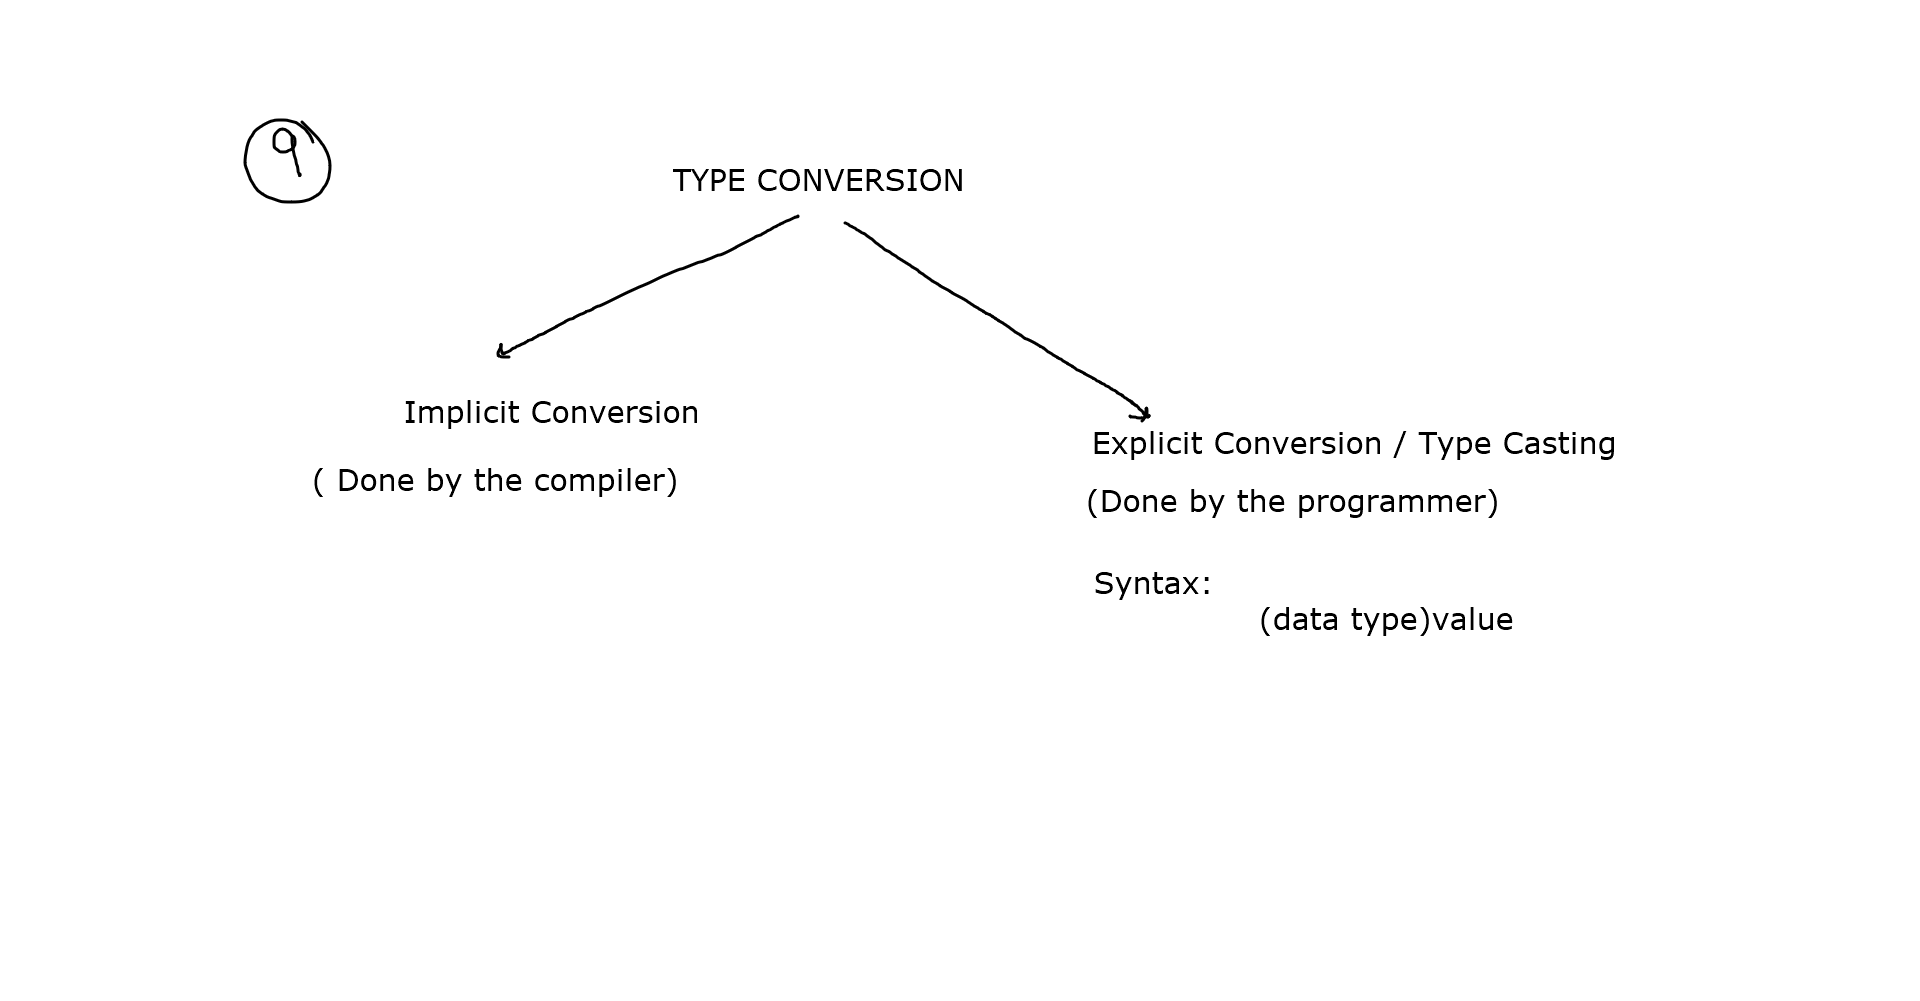 9
TYPE CONVERSION
Implicit Conversion
( Done by the compiler)
Explicit Conversion / Type Casting
(Done by the programmer)
Syntax:
(data type)value